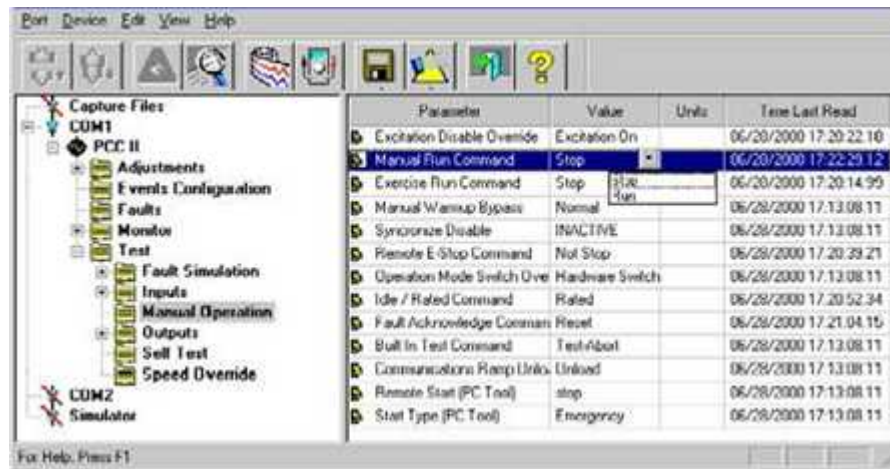 Port Device Edit View Help
Capture Files
COM1
PCC II
Adjustments
Events Configuration
Faults
Monitor
Test
Fault Simulation
Inputs
Manual Operation
Outputs
Self Test
Speed Override
COM2
Simulator
Parameter Value Units Time Last Read
Excitation Disable Override Excitation On 06/28/2000 17:20:22.18
Manual Run Command Stop 06/28/2000 17:22:29.12
Exercise Run Command Stop 06/28/2000 17:20:14.99
Stop
Run
Manual Warmup Bypass Normal 06/28/2000 17:13:08.11
Syncronize Disable INACTIVE 06/28/2000 17:13:08.11
Remote E-Stop Command Not Stop 06/28/2000 17:20:39.21
Operation Mode Switch Over Hardware Switch 06/28/2000 17:13:08.11
Idle / Rated Command Rated 06/28/2000 17:20:52.34
Fault Acknowledge Comman Reset 06/28/2000 17:21:04.15
Built In Test Command Test Abort 06/28/2000 17:13:08.11
Communications Ramp Unlo Unload 06/28/2000 17:13:08.11
Remote Start (PC Tool) stop 06/28/2000 17:13:08.11
Start Type (PC Tool) Emergency 06/28/2000 17:13:08.11
For Help, Press F1